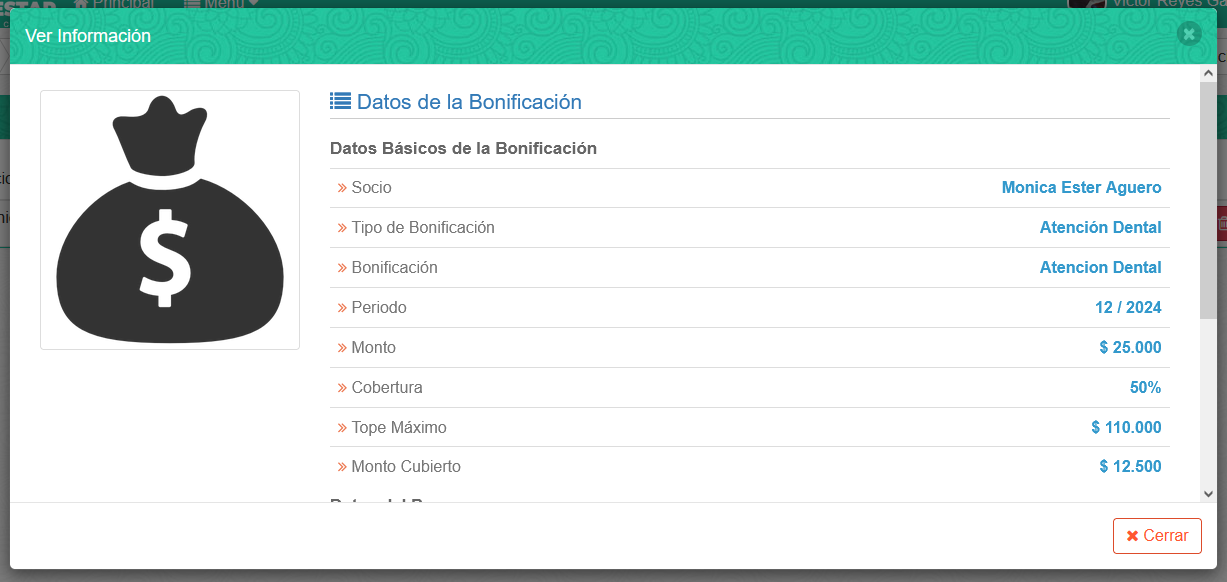 Principal Menú Victor Reyes
Ver Información
$
Datos de la Bonificación
Datos Básicos de la Bonificación
» Socio Monica Ester Aguero
» Tipo de Bonificación Atención Dental
» Bonificación Atencion Dental
» Periodo 12 / 2024
» Monto $ 25.000
» Cobertura 50%
» Tope Máximo $ 110.000
» Monto Cubierto $ 12.500
Cerrar